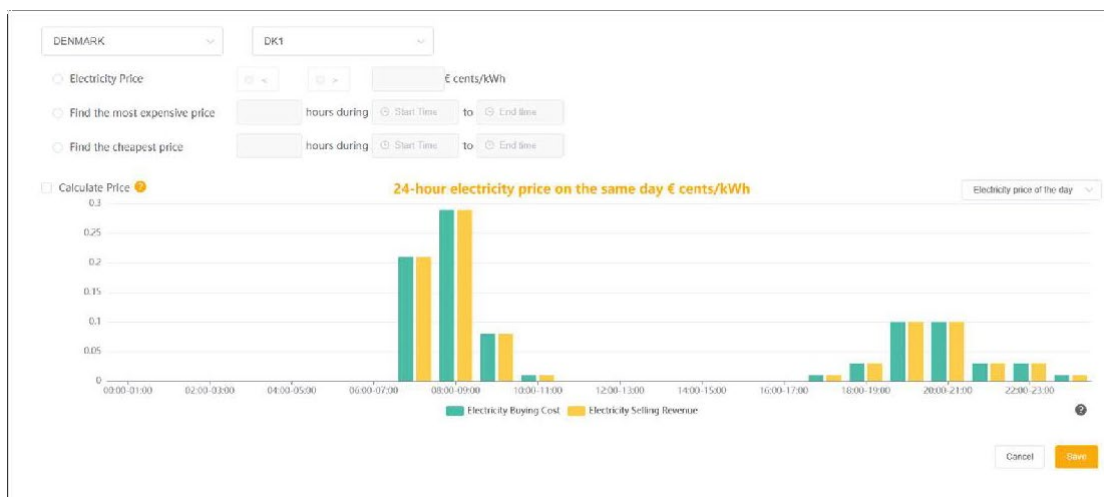 DENMARK DK1
Electricity Price < > € cents/kWh
Find the most expensive price hours during Start Time to End time
Find the cheapest price hours during Start Time to End time
Calculate Price ? 24-hour electricity price on the same day € cents/kWh Electricity price of the day
0.3
0.25
0.2
0.15
0.1
0.05
0
00:00-01:00 02:00-03:00 04:00-05:00 06:00-07:00 08:00-09:00 10:00-11:00 12:00-13:00 14:00-15:00 16:00-17:00 18:00-19:00 20:00-21:00 22:00-23:00
Electricity Buying Cost Electricity Selling Revenue ?
Cancel Save